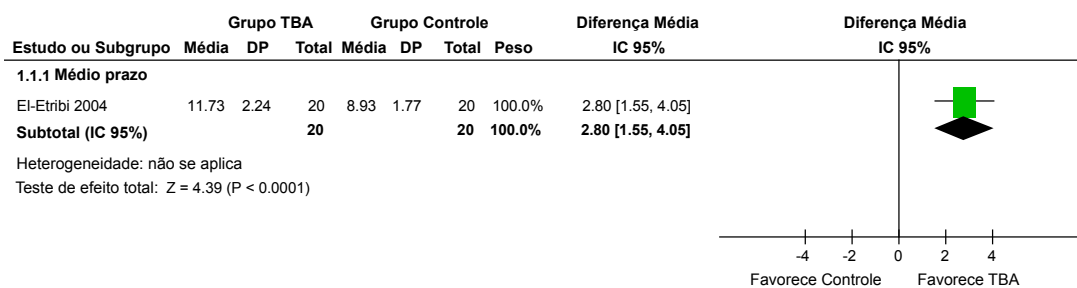 Grupo TBA Grupo Controle Diferença Média Diferença Média
Estudo ou Subgrupo Média DP Total Média DP Total Peso IC 95% IC 95%
1.1.1 Médio prazo
El-Etribi 2004 11.73 2.24 20 8.93 1.77 20 100.0% 2.80 [1.55, 4.05]
Subtotal (IC 95%) 20 20 100.0% 2.80 [1.55, 4.05]
Heterogeneidade: não se aplica
Teste de efeito total: Z = 4.39 (P < 0.0001)
-4 -2 0 2 4
Favorece Controle Favorece TBA